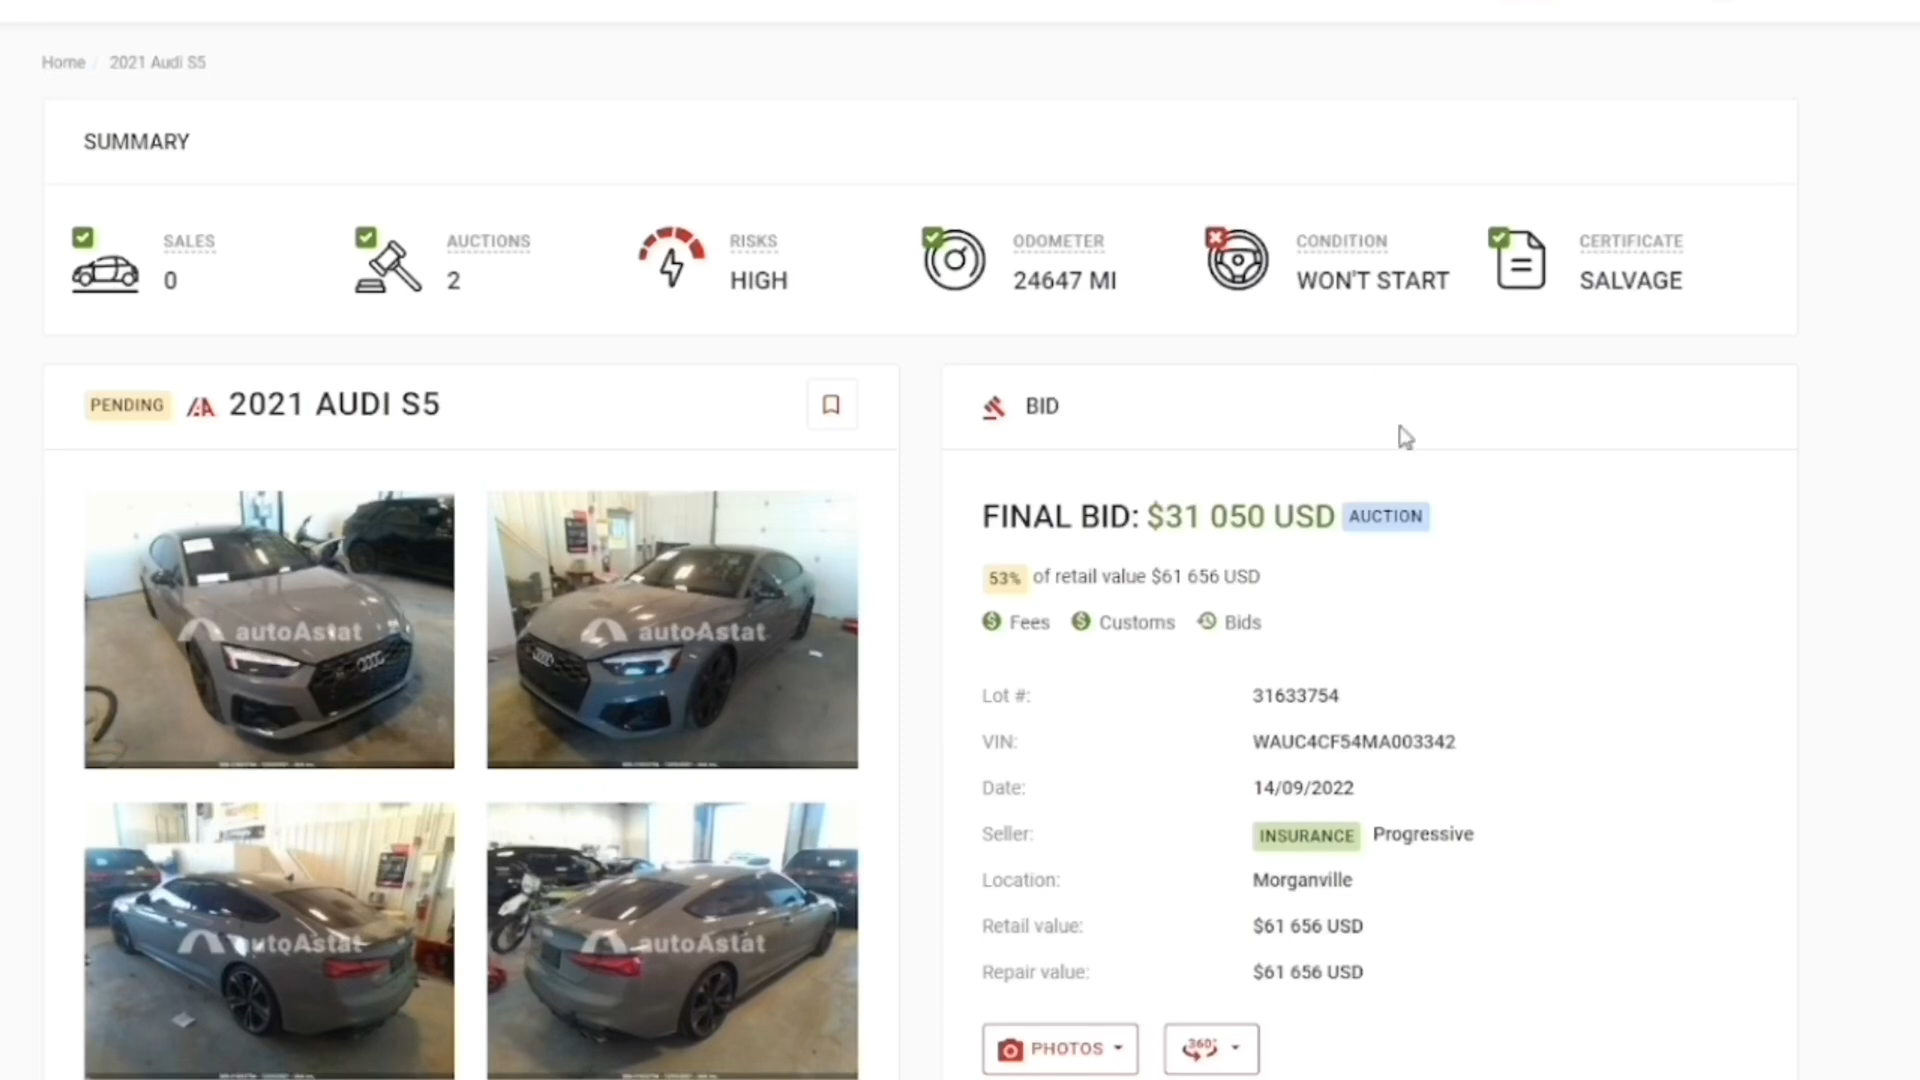 Home / 2021 Audi S5
SUMMARY
SALES
0
AUCTIONS
2
RISKS
HIGH
ODOMETER
24647 MI
CONDITION
WON'T START
CERTIFICATE
SALVAGE
PENDING 2021 AUDI S5
autoAstat
autoAstat
autoAstat
autoAstat
BID
FINAL BID: $31 050 USD AUCTION
53% of retail value $61 656 USD
Fees Customs Bids
Lot #: 31633754
VIN: WAUC4CF54MA003342
Date: 14/09/2022
Seller: INSURANCE Progressive
Location: Morganville
Retail value: $61 656 USD
Repair value: $61 656 USD
PHOTOS 360°